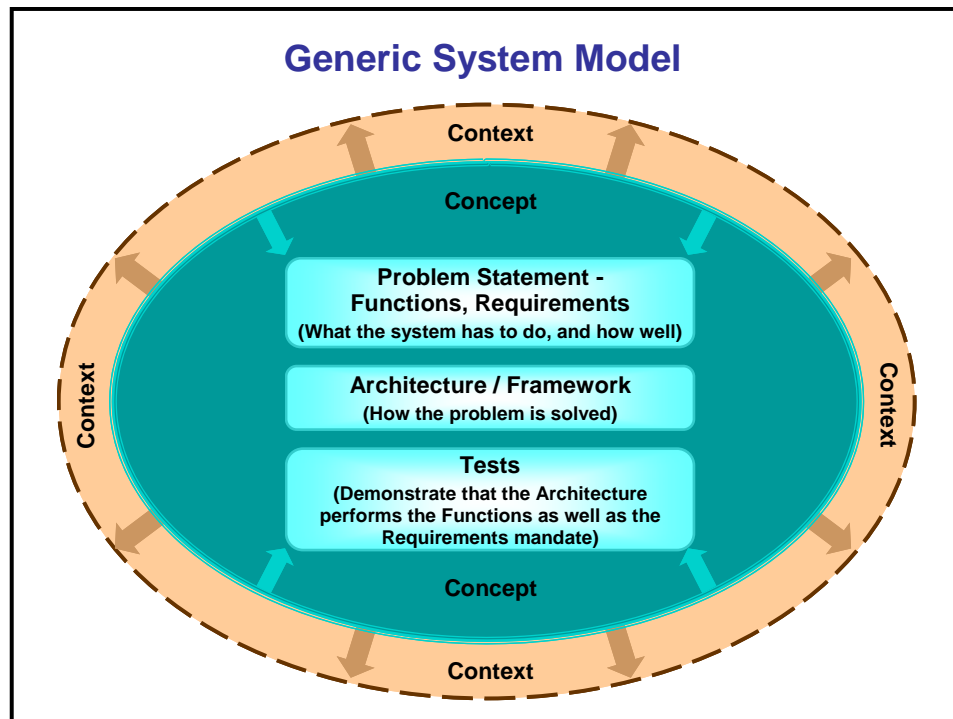 Generic System Model
Context
Concept
Problem Statement -
Functions, Requirements
(What the system has to do, and how well)
Context
Architecture / Framework
(How the problem is solved)
Context
Tests
(Demonstrate that the Architecture
performs the Functions as well as the
Requirements mandate)
Concept
Context